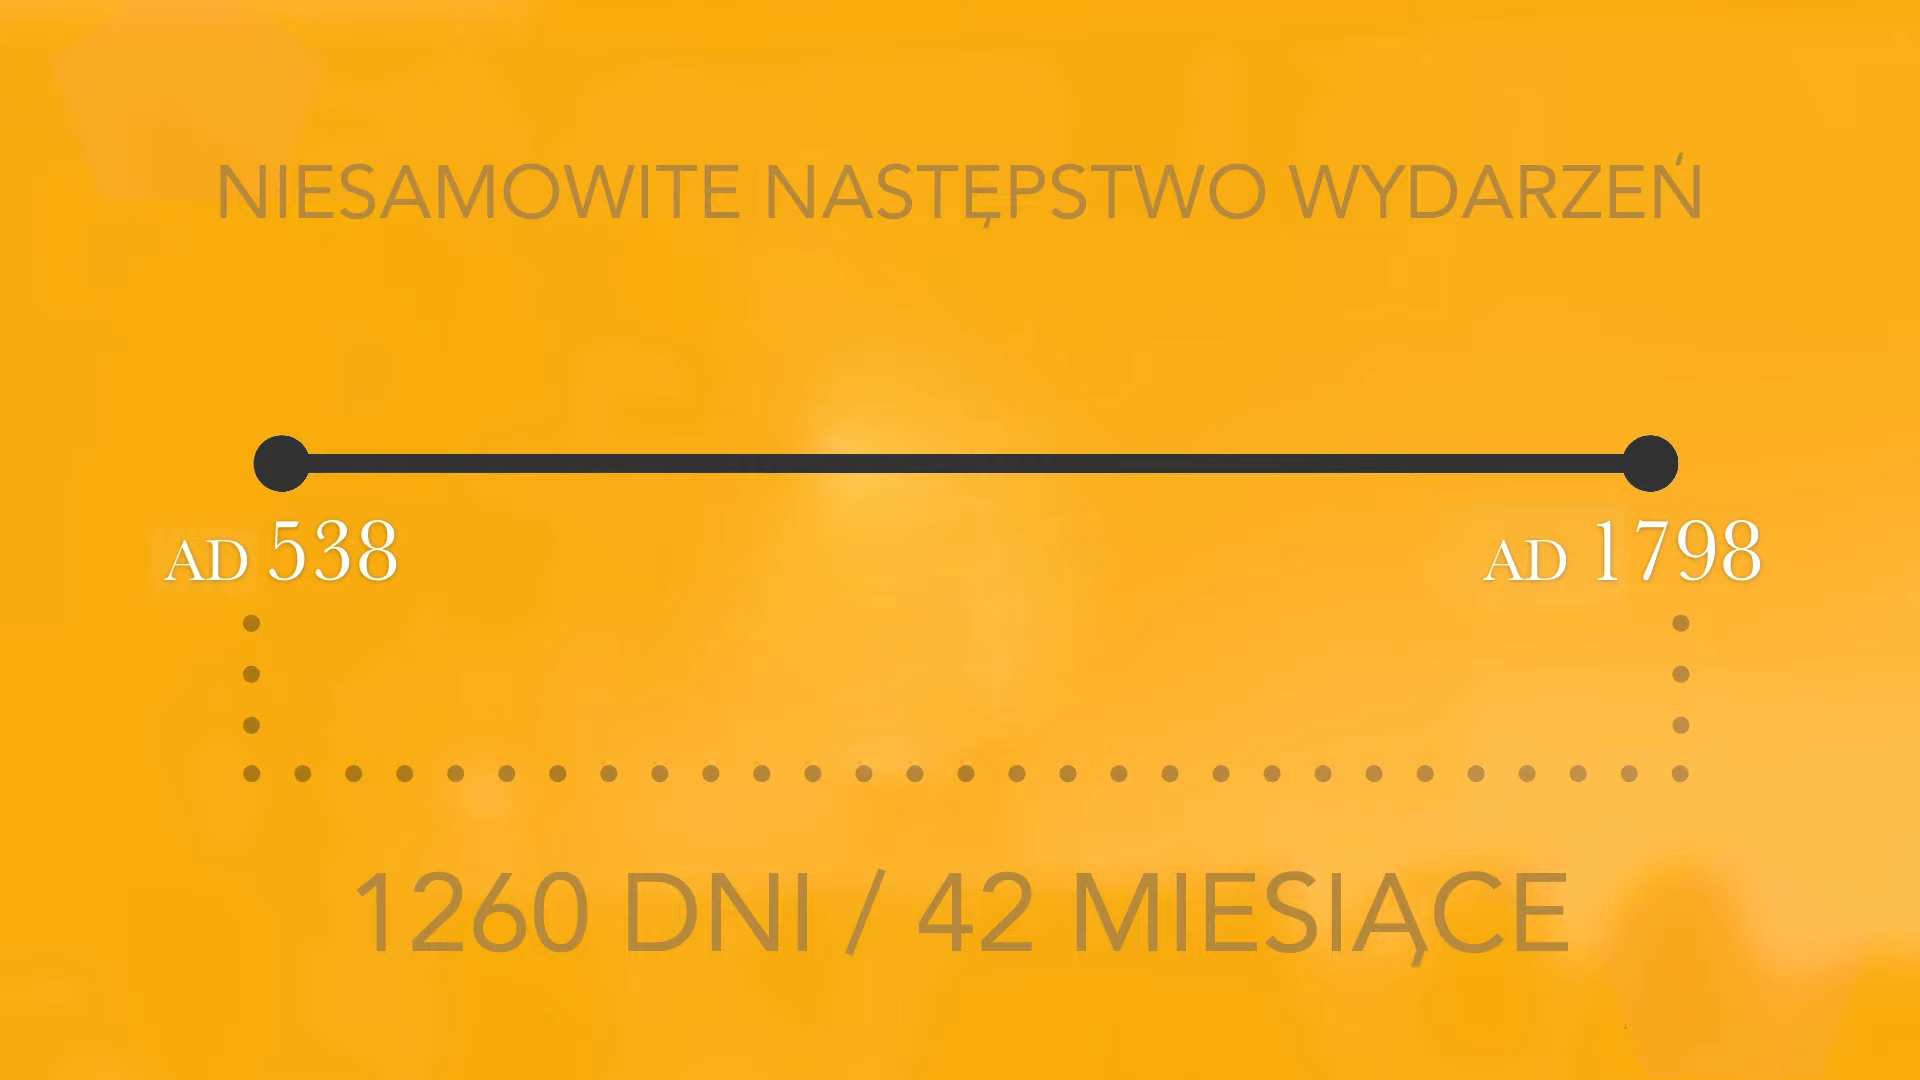 NIESAMOWITE NASTĘPSTWO WYDARZEŃ
AD 538
AD 1798
1260 DNI / 42 MIESIĄCE